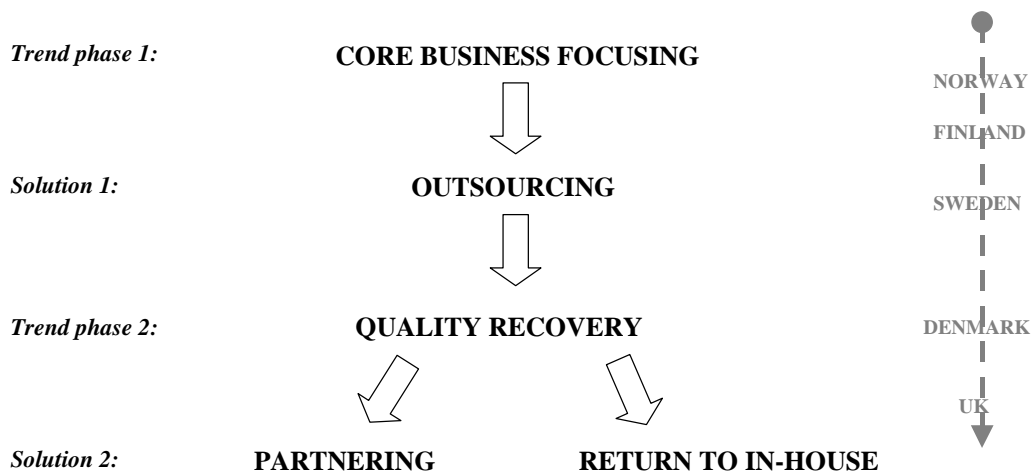 Trend phase 1: CORE BUSINESS FOCUSING
NORWAY
FINLAND
Solution 1: OUTSOURCING
SWEDEN
Trend phase 2: QUALITY RECOVERY DENMARK
UK
Solution 2: PARTNERING RETURN TO IN-HOUSE